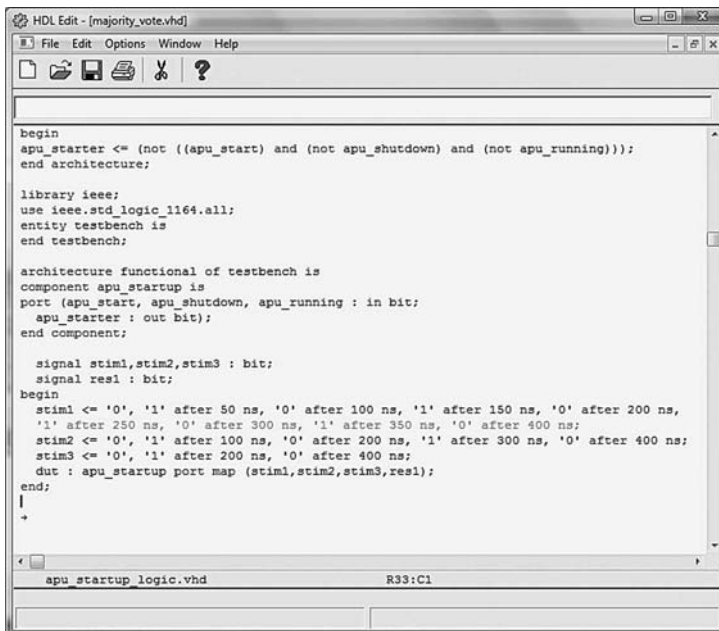 HDL Edit - [majority_vote.vhd]
File Edit Options Window Help
begin
apu_starter <= (not ((apu_start) and (not apu_shutdown) and (not apu_running)));
end architecture;
library ieee;
use ieee.std_logic_1164.all;
entity testbench is
end testbench;
architecture functional of testbench is
component apu_startup is
port (apu_start, apu_shutdown, apu_running : in bit;
apu_starter : out bit);
end component;
signal stim1,stim2,stim3 : bit;
signal res1 : bit;
begin
stim1 <= '0', '1' after 50 ns, '0' after 100 ns, '1' after 150 ns, '0' after 200 ns,
'1' after 250 ns, '0' after 300 ns, '1' after 350 ns, '0' after 400 ns;
stim2 <= '0', '1' after 100 ns, '0' after 200 ns, '1' after 300 ns, '0' after 400 ns;
stim3 <= '0', '1' after 200 ns, '0' after 400 ns;
dut : apu_startup port map (stim1,stim2,stim3,res1);
end;
apu_startup_logic.vhd R33:C1